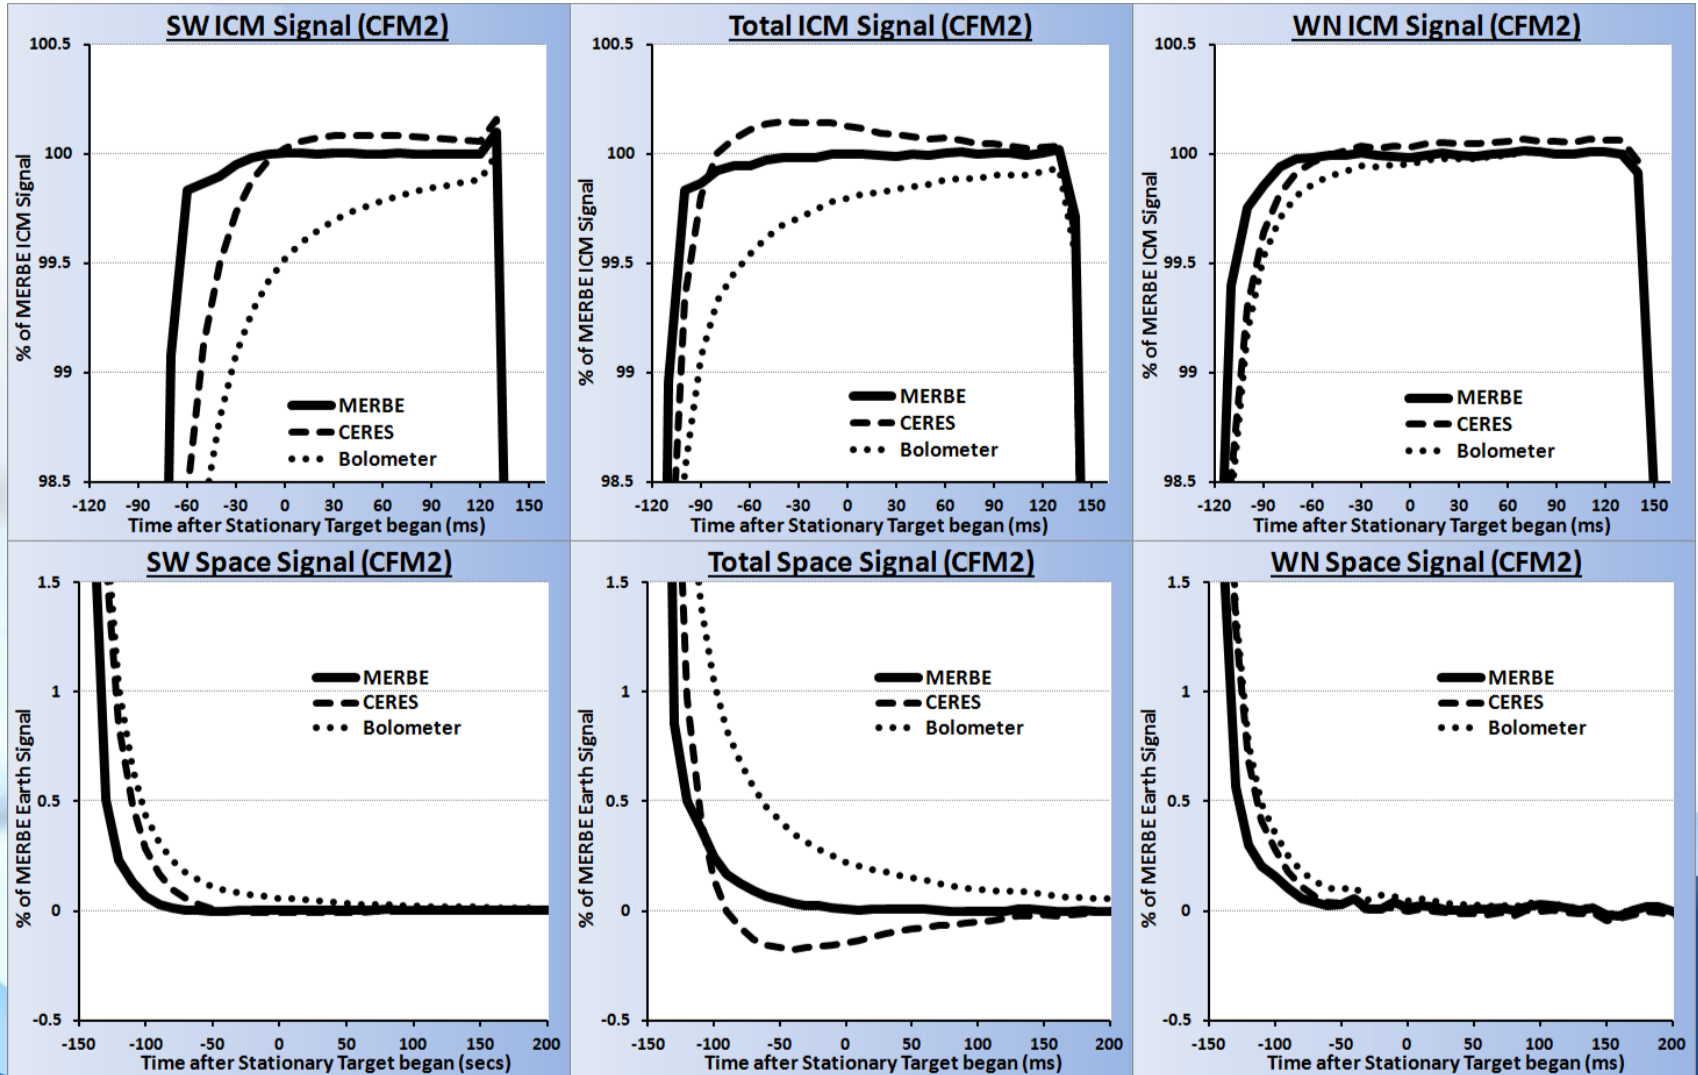 SW ICM Signal (CFM2)
100.5
100
99.5
99
98.5
% of MERBE ICM Signal
MERBE
CERES
Bolometer
-120 -90 -60 -30 0 30 60 90 120 150
Time after Stationary Target began (ms)
Total ICM Signal (CFM2)
100.5
100
99.5
99
98.5
% of MERBE ICM Signal
MERBE
CERES
Bolometer
-120 -90 -60 -30 0 30 60 90 120 150
Time after Stationary Target began (ms)
WN ICM Signal (CFM2)
100.5
100
99.5
99
98.5
% of MERBE ICM Signal
MERBE
CERES
Bolometer
-120 -90 -60 -30 0 30 60 90 120 150
Time after Stationary Target began (ms)
SW Space Signal (CFM2)
1.5
1
0.5
0
-0.5
% of MERBE Earth Signal
MERBE
CERES
Bolometer
-150 -100 -50 0 50 100 150 200
Time after Stationary Target began (secs)
Total Space Signal (CFM2)
1.5
1
0.5
0
-0.5
% of MERBE Earth Signal
MERBE
CERES
Bolometer
-150 -100 -50 0 50 100 150 200
Time after Stationary Target began (ms)
WN Space Signal (CFM2)
1.5
1
0.5
0
-0.5
% of MERBE Earth Signal
MERBE
CERES
Bolometer
-150 -100 -50 0 50 100 150 200
Time after Stationary Target began (ms)